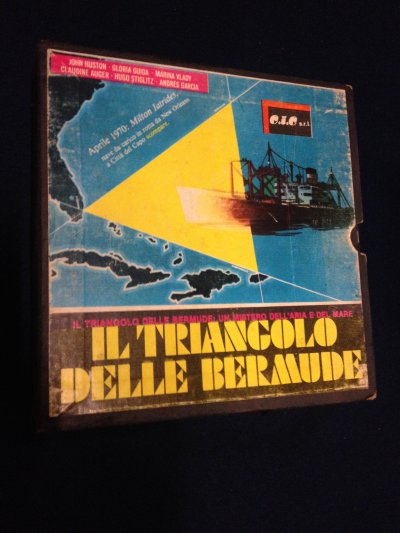 JOHN HUSTON · GLORIA GUIDA · MARINA VLADY
CLAUDINE AUGER · HUGO STIGLITZ · ANDRÉS GARCIA
C.I.C s.r.l
Aprile 1970: Milton Iatrides,
nave da carico in rotta da New Orleans
a Città del Capo scompare.
IL TRIANGOLO DELLE BERMUDE: UN MISTERO DELL'ARIA E DEL MARE
IL TRIANGOLO
DELLE BERMUDE